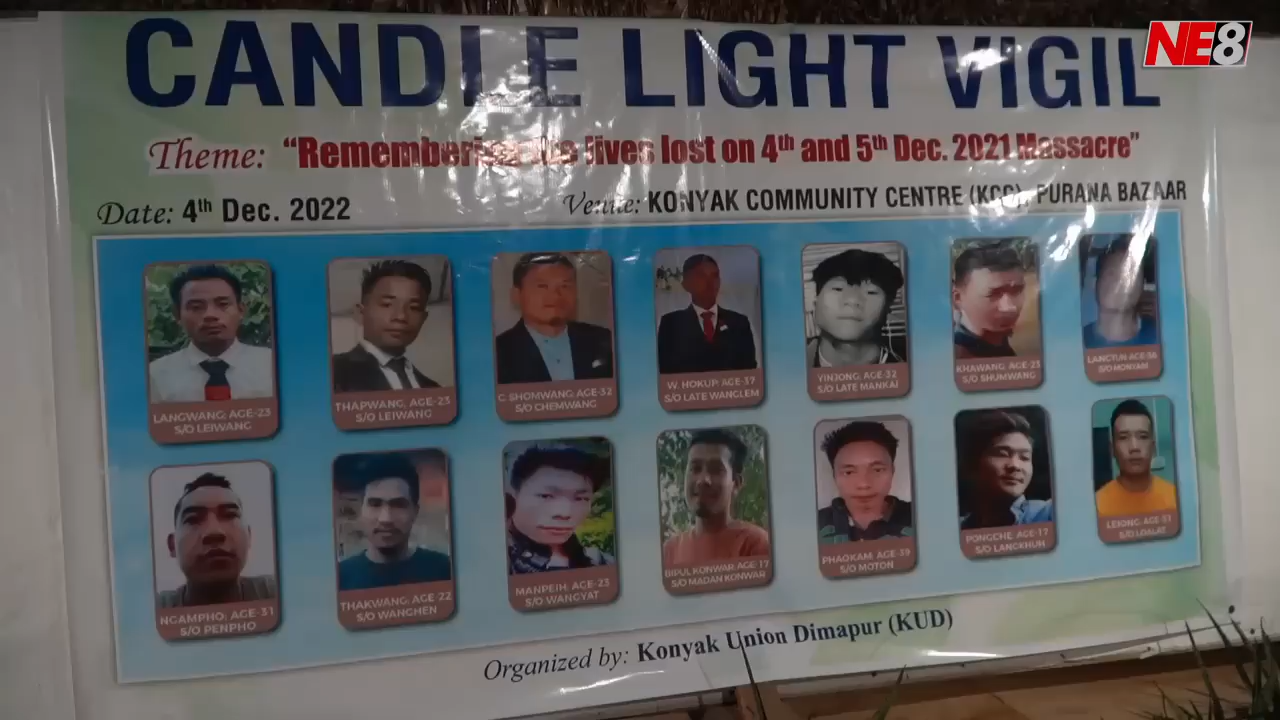 NE8
CANDLE LIGHT VIGIL
Theme: "Remembering the lives lost on 4th and 5th Dec. 2021 Massacre"
Date: 4th Dec. 2022
Venue: KONYAK COMMUNITY CENTRE (KCC), PURANA BAZAAR
LANGWANG: AGE-23
S/O LEIWANG
THAPWANG, AGE-23
S/O LEIWANG
C. SHOMWANG: AGE-32
S/O CHEMWANG
W. HOKUP: AGE-37
S/O LATE WANGLEM
YINJONG: AGE-32
S/O LATE MANKAI
KHAWANG: AGE-23
S/O SHUMWANG
LANGTUN AGE-36
S/O MONYAM
NGAMPHO: AGE-31
S/O PENPHO
THAKWANG: AGE-22
S/O WANGHEN
MANPEIH: AGE-23
S/O WANGYAT
BIPUL KONWAR: AGE-17
S/O MADAN KONWAR
PHAOKAM: AGE-39
S/O MOTON
PONGCHE, AGE-17
S/O LANGKHUH
LEIONG: AGE-31
S/O LOALAT
Organized by: Konyak Union Dimapur (KUD)